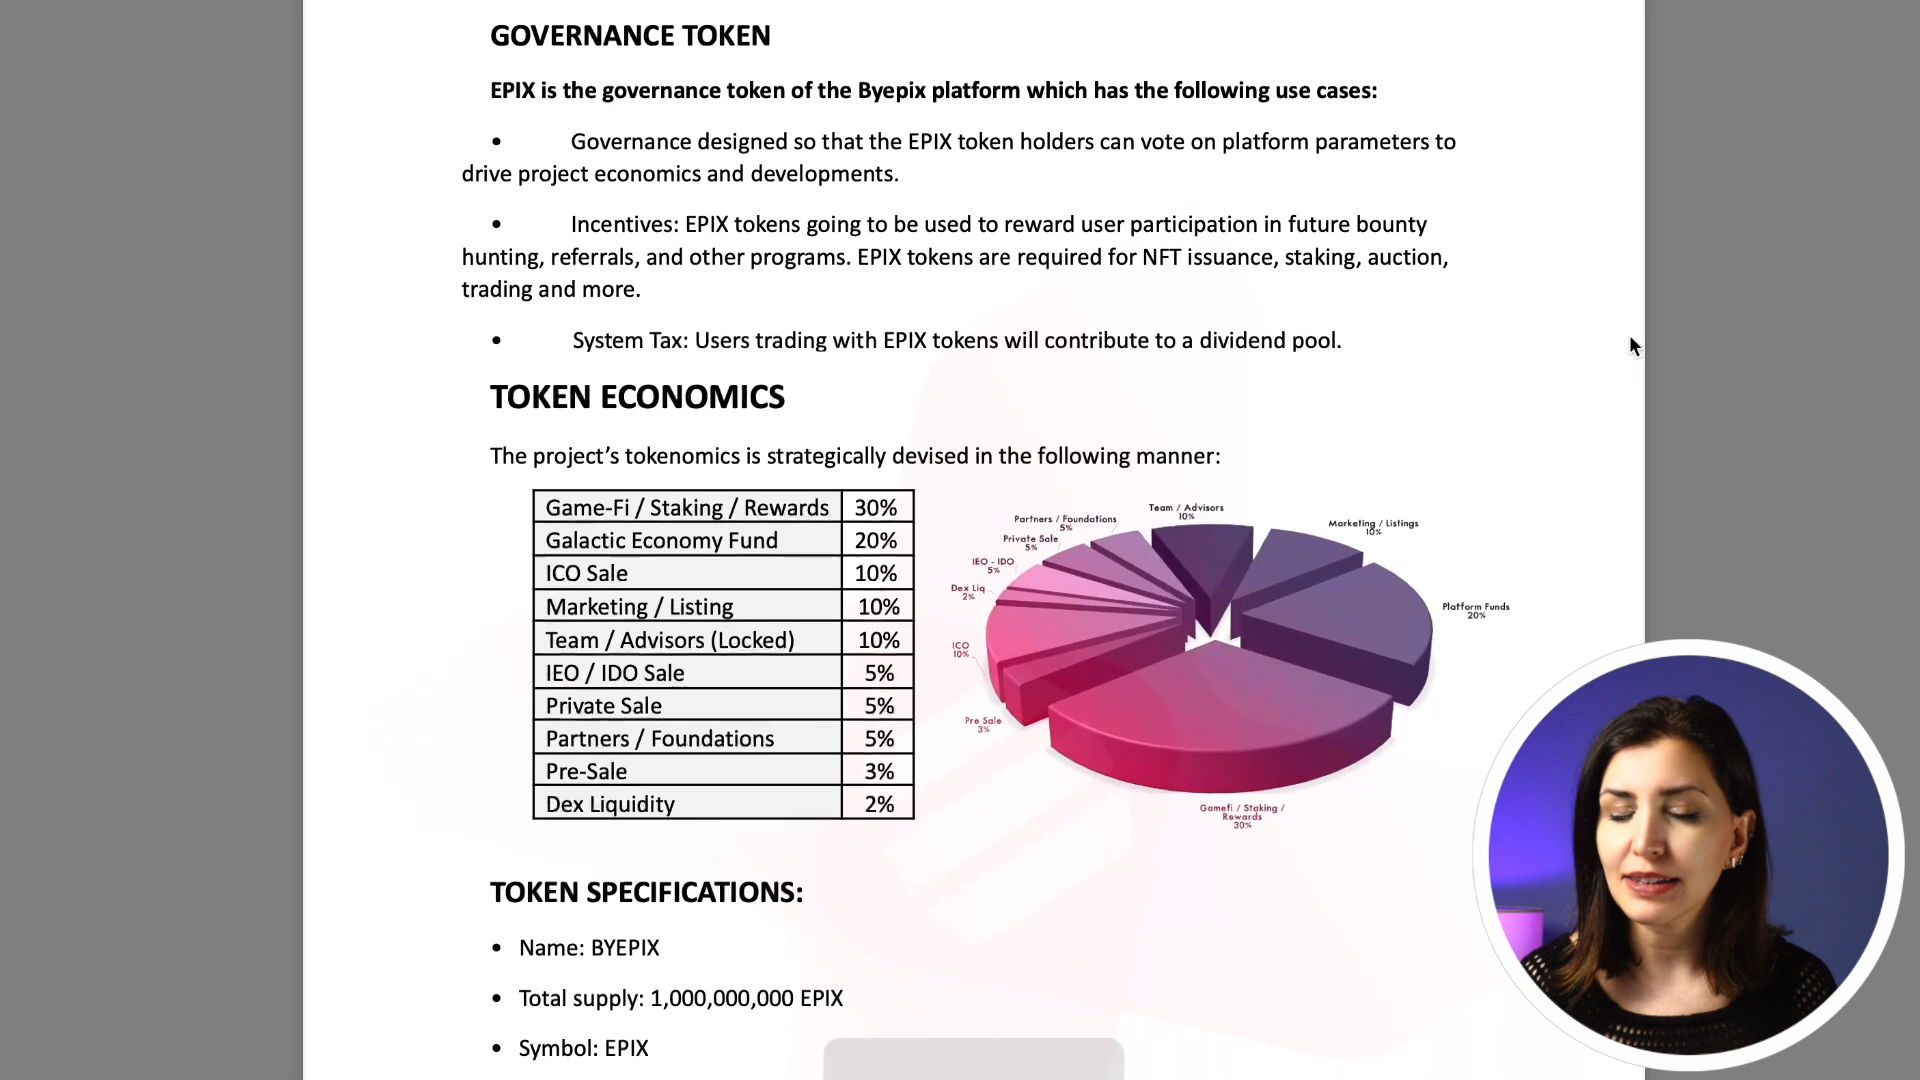 GOVERNANCE TOKEN
EPIX is the governance token of the Byepix platform which has the following use cases:
• Governance designed so that the EPIX token holders can vote on platform parameters to
drive project economics and developments.
• Incentives: EPIX tokens going to be used to reward user participation in future bounty
hunting, referrals, and other programs. EPIX tokens are required for NFT issuance, staking, auction,
trading and more.
• System Tax: Users trading with EPIX tokens will contribute to a dividend pool.
TOKEN ECONOMICS
The project’s tokenomics is strategically devised in the following manner:
Game-Fi / Staking / Rewards 30%
Galactic Economy Fund 20%
ICO Sale 10%
Marketing / Listing 10%
Team / Advisors (Locked) 10%
IEO / IDO Sale 5%
Private Sale 5%
Partners / Foundations 5%
Pre-Sale 3%
Dex Liquidity 2%
Team / Advisors
10%
Partners / Foundations
5%
Marketing / Listings
10%
Private Sale
5%
IEO - IDO
5%
Dex Liq
2%
Platform Funds
20%
ICO
10%
Pre Sale
3%
Gamefi / Staking /
Rewards
30%
TOKEN SPECIFICATIONS:
• Name: BYEPIX
• Total supply: 1,000,000,000 EPIX
• Symbol: EPIX